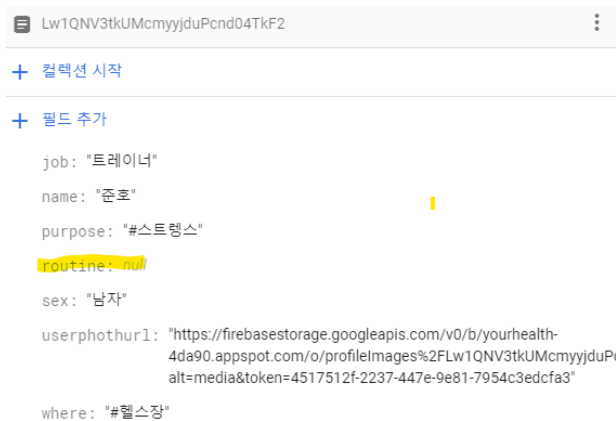 Lw1QNV3tkUMcmyyjduPcnd04TkF2
컬렉션 시작
필드 추가
job: "트레이너"
name: "준호"
purpose: "#스트렝스"
routine: null
sex: "남자"
userphothurl: "https://firebasestorage.googleapis.com/v0/b/yourhealth-
4da90.appspot.com/o/profileImages%2FLw1QNV3tkUMcmyyjduPc
alt=media&token=4517512f-2237-447e-9e81-7954c3edcfa3"
where: "#헬스장"